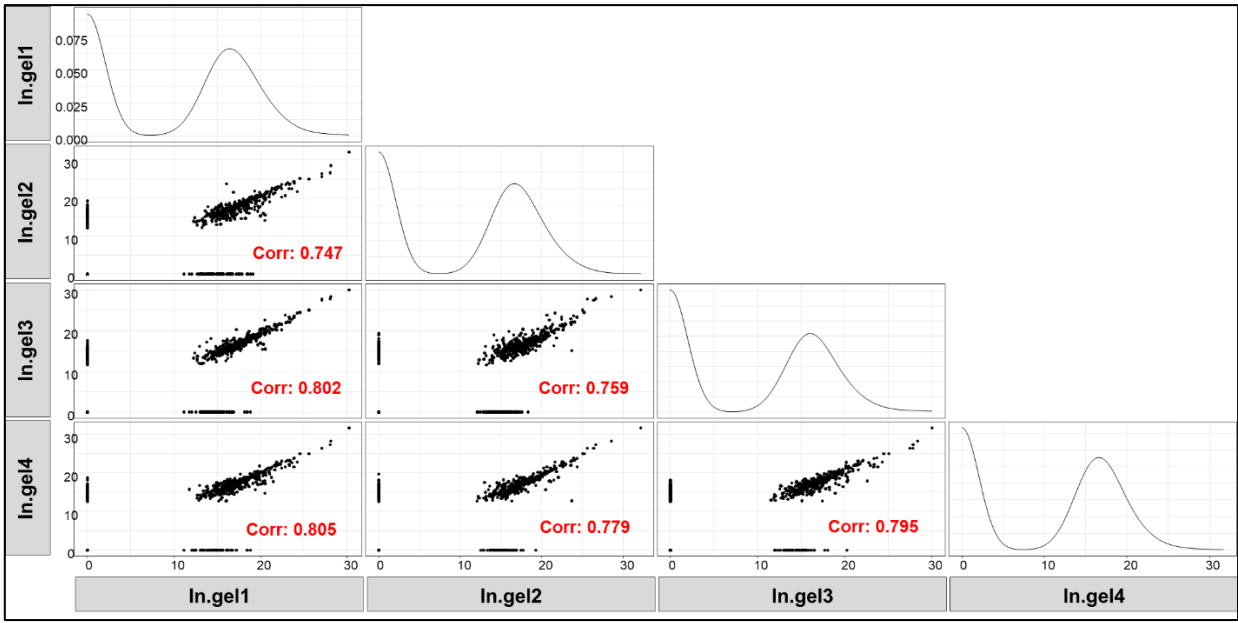 In.gel1
0.075
0.050
0.025
0.000
In.gel2
30
20
10
0
Corr: 0.747
In.gel3
30
20
10
0
Corr: 0.802
Corr: 0.759
In.gel4
30
20
10
0
Corr: 0.805
Corr: 0.779
Corr: 0.795
0 10 20 30 0 10 20 30 0 10 20 30 0 10 20 30
In.gel1 In.gel2 In.gel3 In.gel4